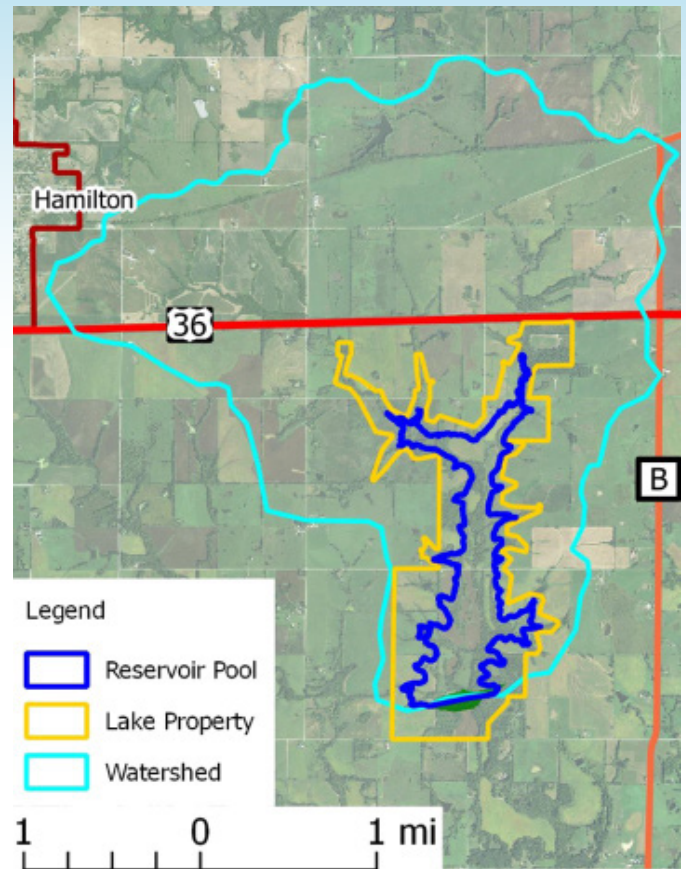 Hamilton
36
B
Legend
Reservoir Pool
Lake Property
Watershed
1 0 1 mi